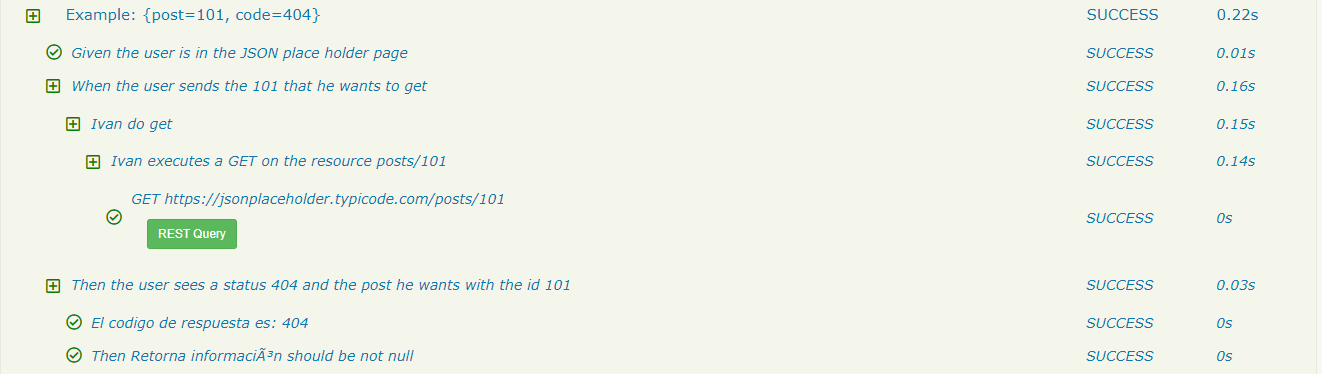 Example: {post=101, code=404} SUCCESS 0.22s
Given the user is in the JSON place holder page SUCCESS 0.01s
When the user sends the 101 that he wants to get SUCCESS 0.16s
Ivan do get SUCCESS 0.15s
Ivan executes a GET on the resource posts/101 SUCCESS 0.14s
GET https://jsonplaceholder.typicode.com/posts/101
SUCCESS 0s
REST Query
Then the user sees a status 404 and the post he wants with the id 101 SUCCESS 0.03s
El codigo de respuesta es: 404 SUCCESS 0s
Then Retorna informaciÃ³n should be not null SUCCESS 0s